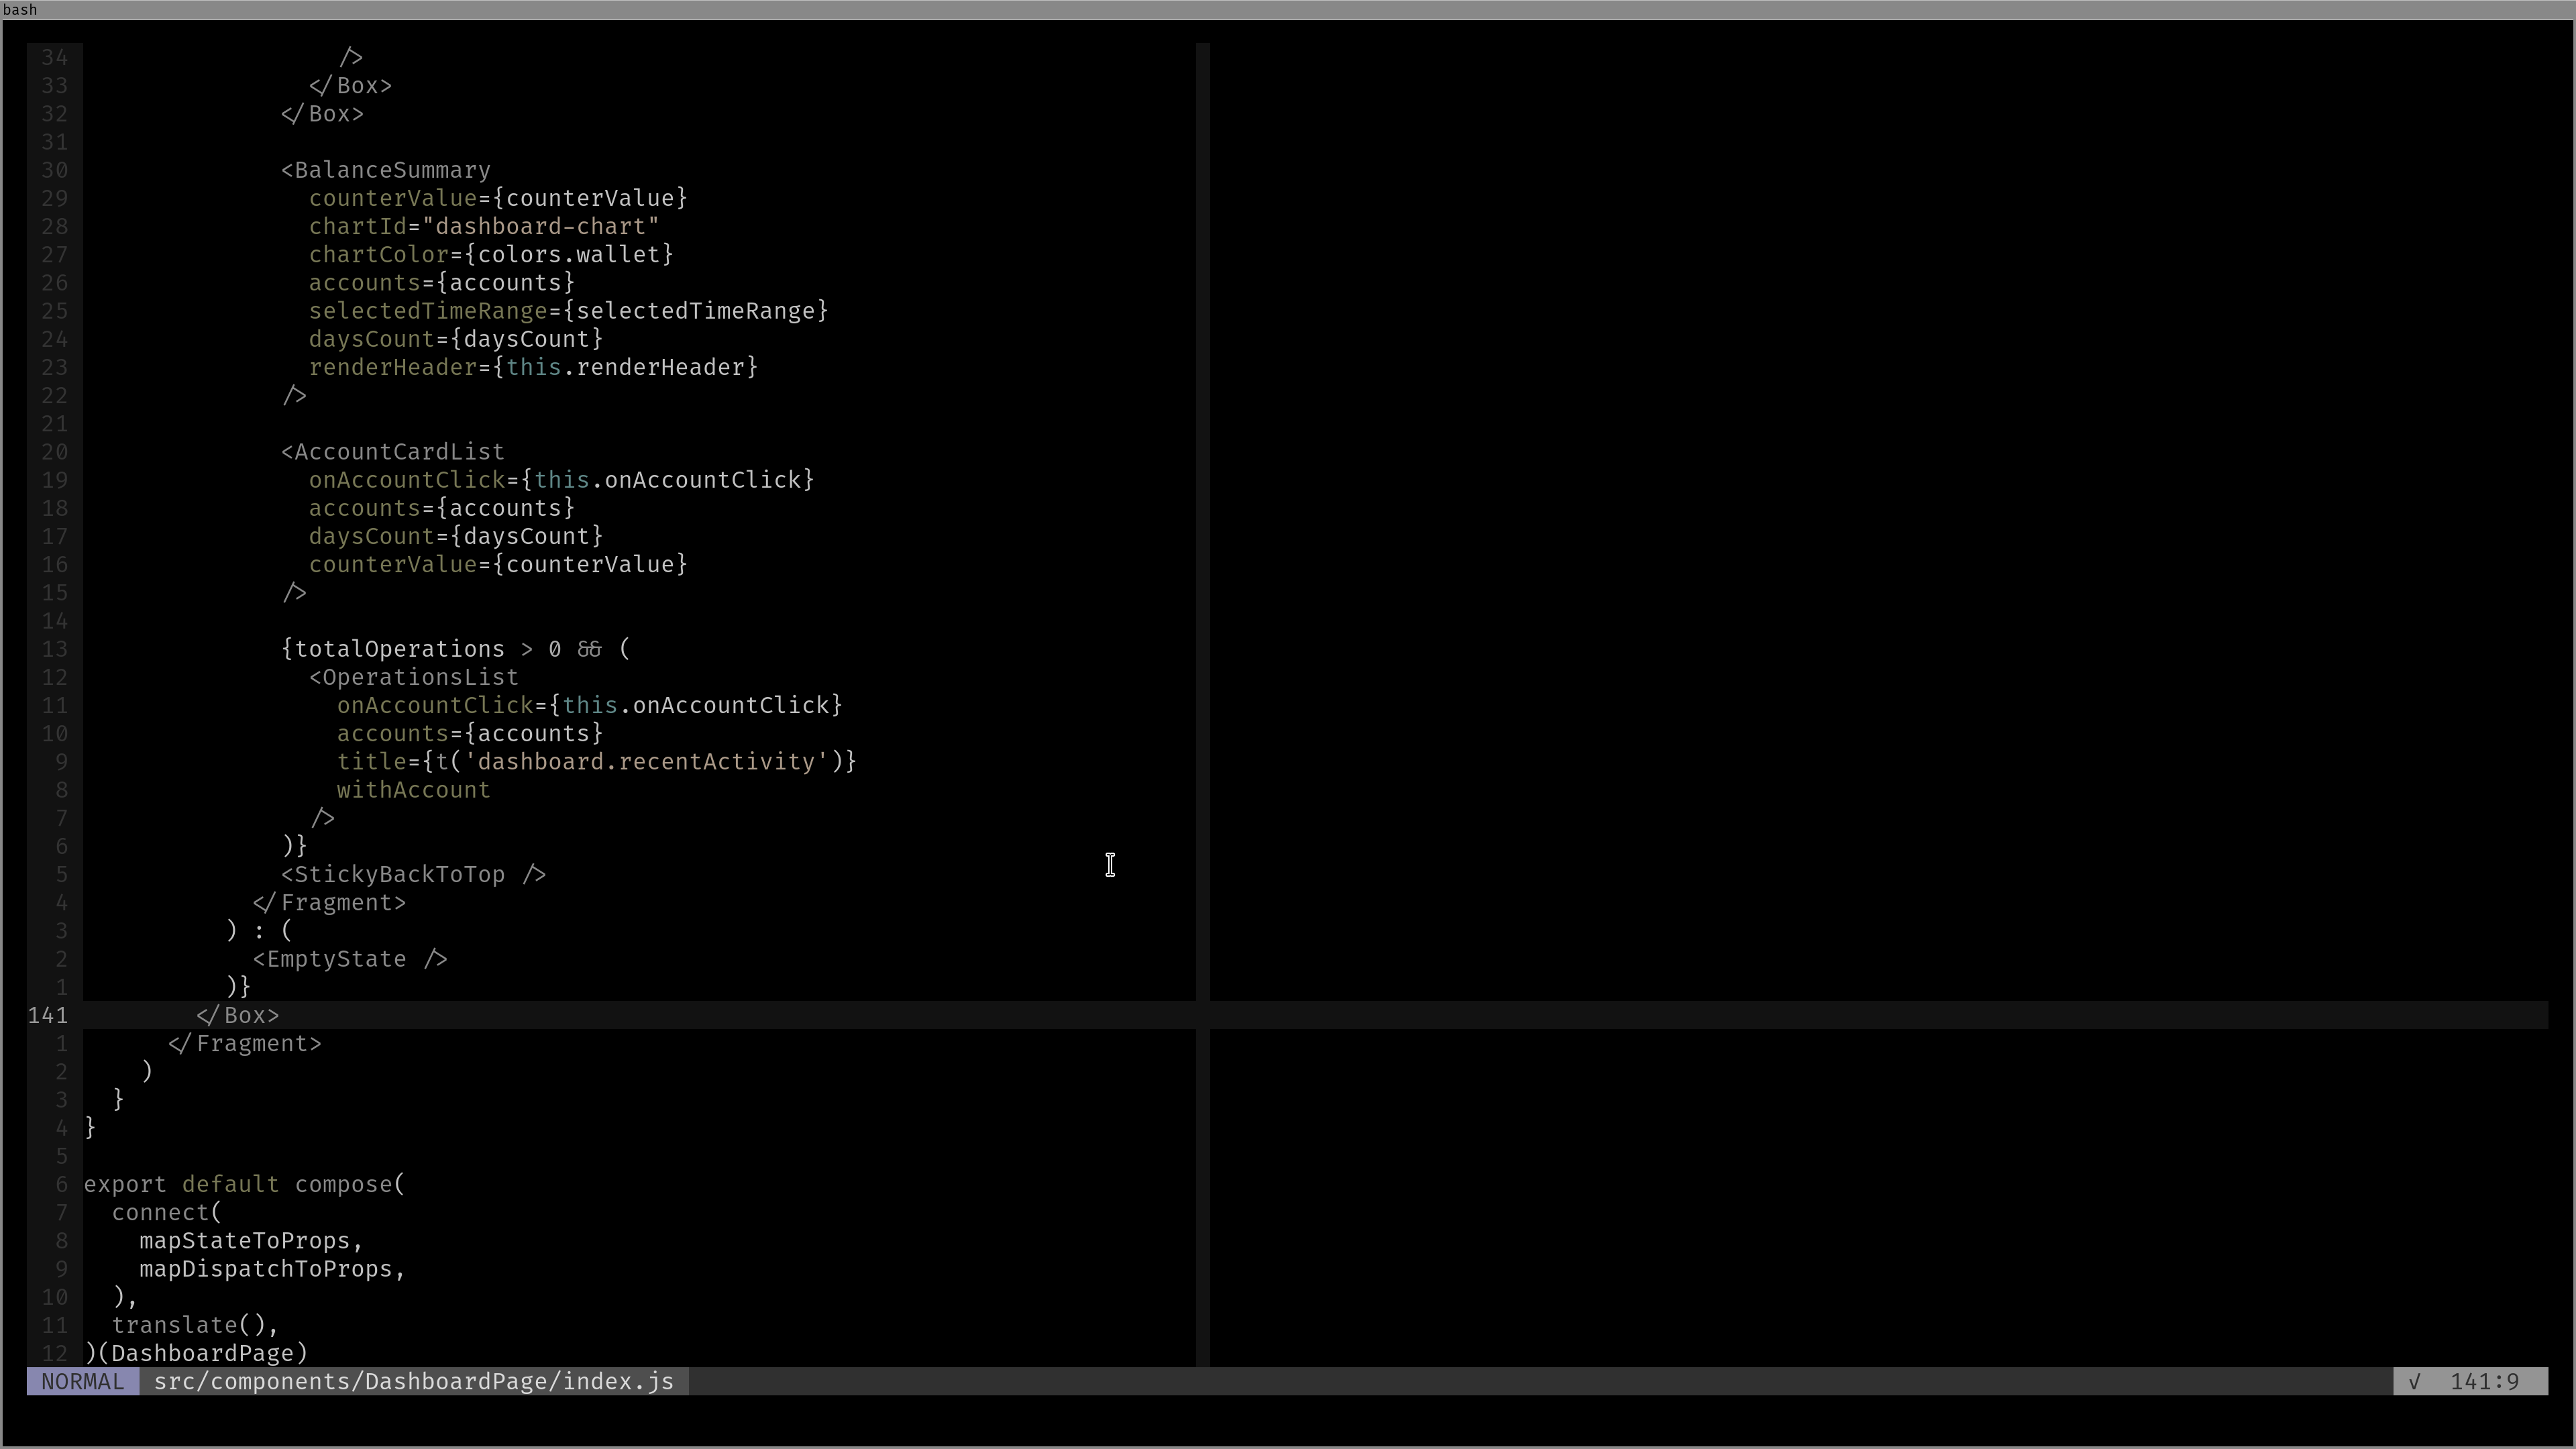 bash
34                   />
33                 </Box>
32               </Box>
31
30               <BalanceSummary
29                 counterValue={counterValue}
28                 chartId="dashboard-chart"
27                 chartColor={colors.wallet}
26                 accounts={accounts}
25                 selectedTimeRange={selectedTimeRange}
24                 daysCount={daysCount}
23                 renderHeader={this.renderHeader}
22               />
21
20               <AccountCardList
19                 onAccountClick={this.onAccountClick}
18                 accounts={accounts}
17                 daysCount={daysCount}
16                 counterValue={counterValue}
15               />
14
13               {totalOperations > 0 && (
12                 <OperationsList
11                   onAccountClick={this.onAccountClick}
10                   accounts={accounts}
9                   title={t('dashboard.recentActivity')}
8                   withAccount
7                 />
6               )}
5               <StickyBackToTop />
4             </Fragment>
3           ) : (
2             <EmptyState />
1           )}
141         </Box>
1       </Fragment>
2     )
3   }
4 }
5
6 export default compose(
7   connect(
8     mapStateToProps,
9     mapDispatchToProps,
10   ),
11   translate(),
12 )(DashboardPage)
NORMAL src/components/DashboardPage/index.js √ 141:9